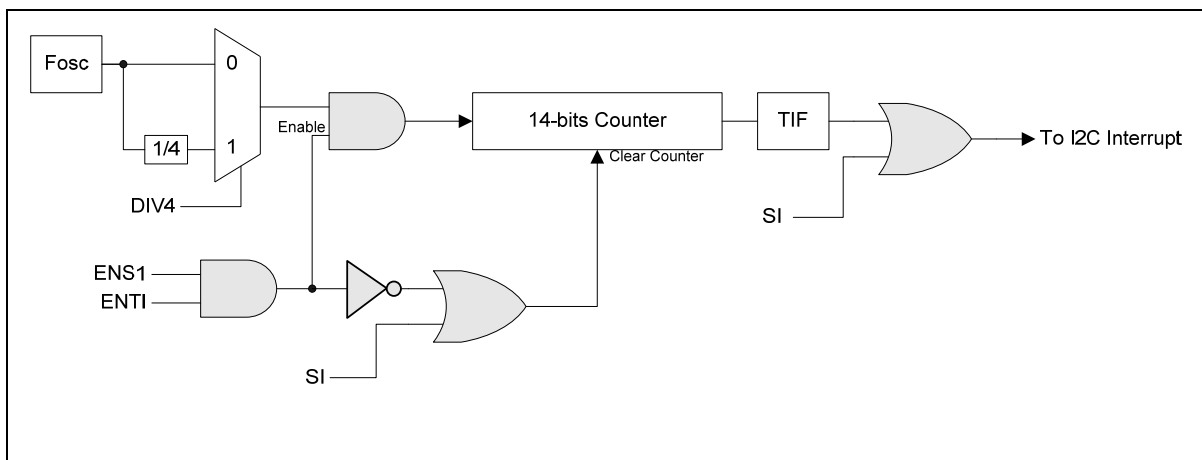 Fosc
0
1/4
1
DIV4
Enable
14-bits Counter
Clear Counter
TIF
SI
To I2C Interrupt
ENS1
ENTI
SI